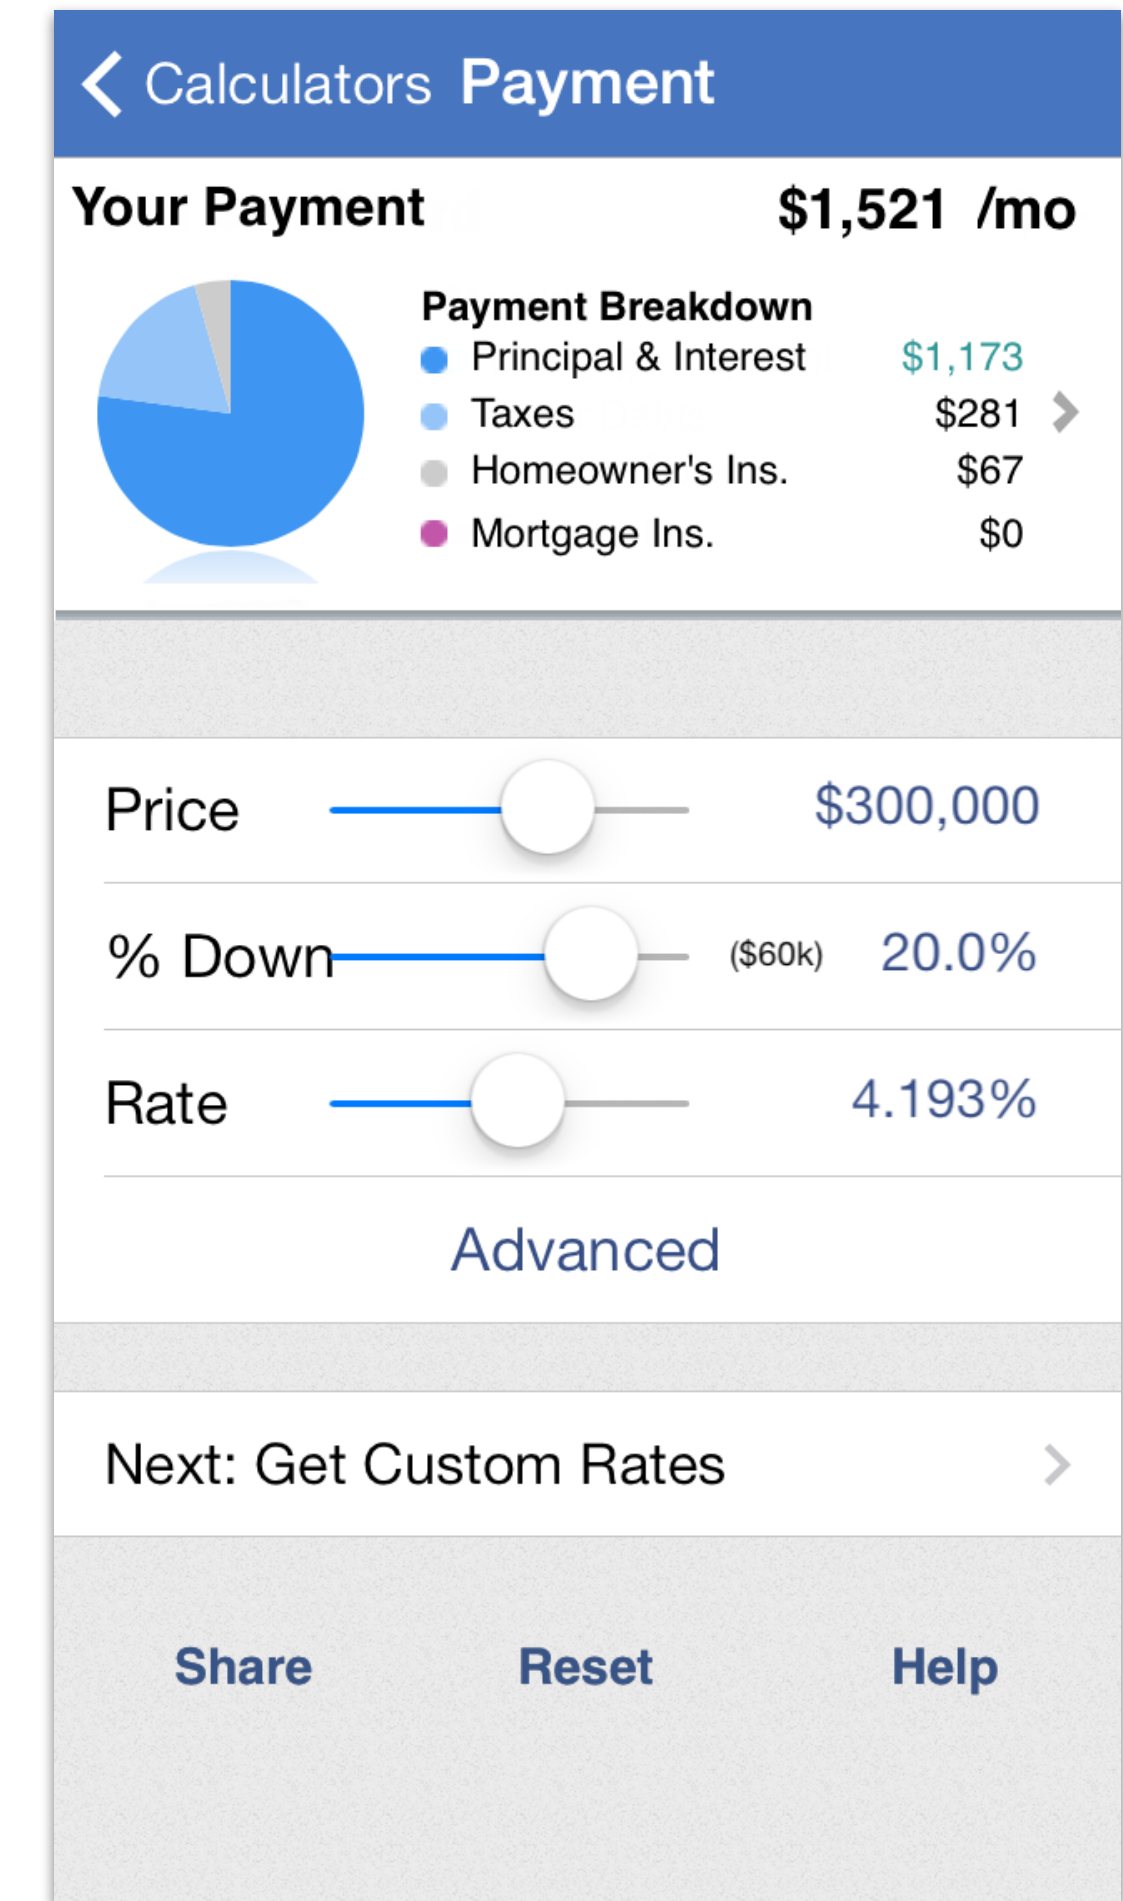 Calculators Payment
Your Payment $1,521 /mo
Payment Breakdown
Principal & Interest $1,173
Taxes $281
Homeowner's Ins. $67
Mortgage Ins. $0
Price $300,000
% Down ($60k) 20.0%
Rate 4.193%
Advanced
Next: Get Custom Rates
Share Reset Help